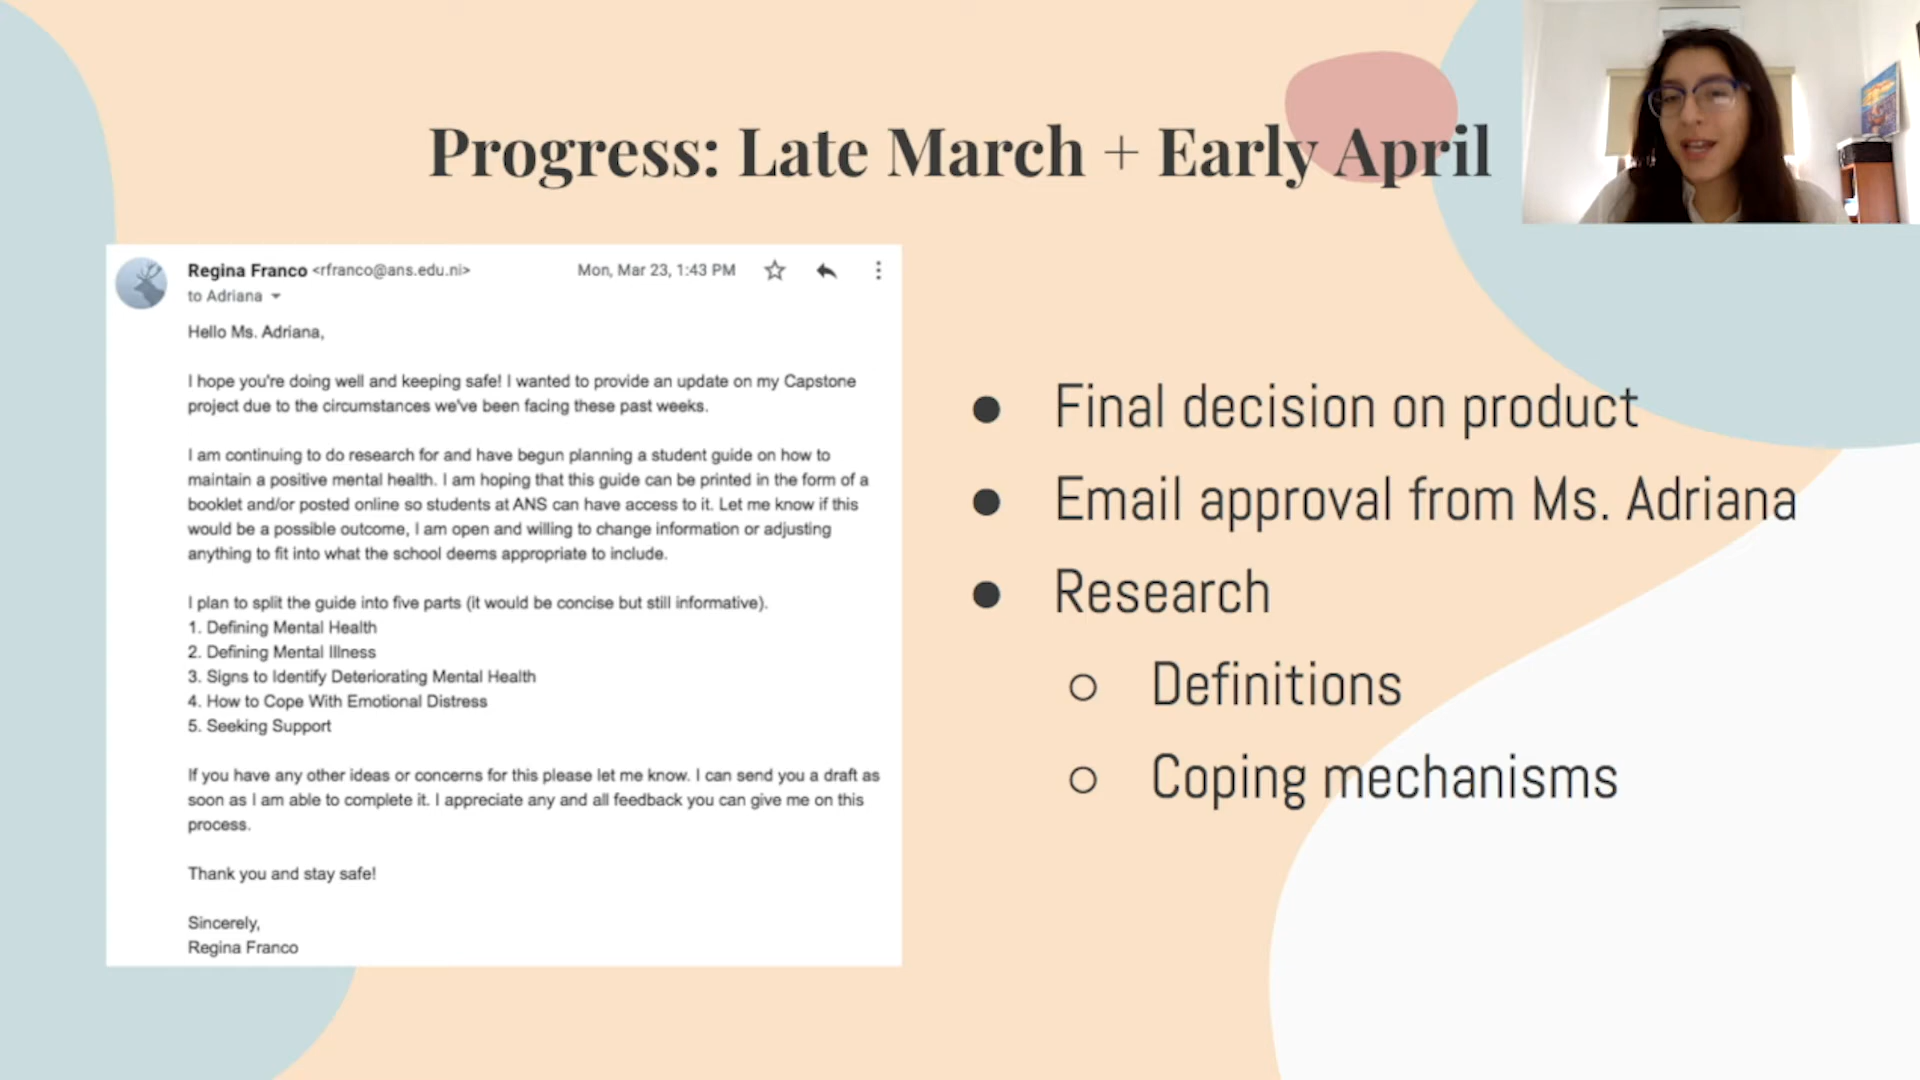 Progress: Late March + Early April
Regina Franco <rfranco@ans.edu.ni>
Mon, Mar 23, 1:43 PM
to Adriana
Hello Ms. Adriana,
I hope you're doing well and keeping safe! I wanted to provide an update on my Capstone
project due to the circumstances we've been facing these past weeks.
I am continuing to do research for and have begun planning a student guide on how to
maintain a positive mental health. I am hoping that this guide can be printed in the form of a
booklet and/or posted online so students at ANS can have access to it. Let me know if this
would be a possible outcome, I am open and willing to change information or adjusting
anything to fit into what the school deems appropriate to include.
I plan to split the guide into five parts (it would be concise but still informative).
1. Defining Mental Health
2. Defining Mental Illness
3. Signs to Identify Deteriorating Mental Health
4. How to Cope With Emotional Distress
5. Seeking Support
If you have any other ideas or concerns for this please let me know. I can send you a draft as
soon as I am able to complete it. I appreciate any and all feedback you can give me on this
process.
Thank you and stay safe!
Sincerely,
Regina Franco
● Final decision on product
● Email approval from Ms. Adriana
● Research
○ Definitions
○ Coping mechanisms